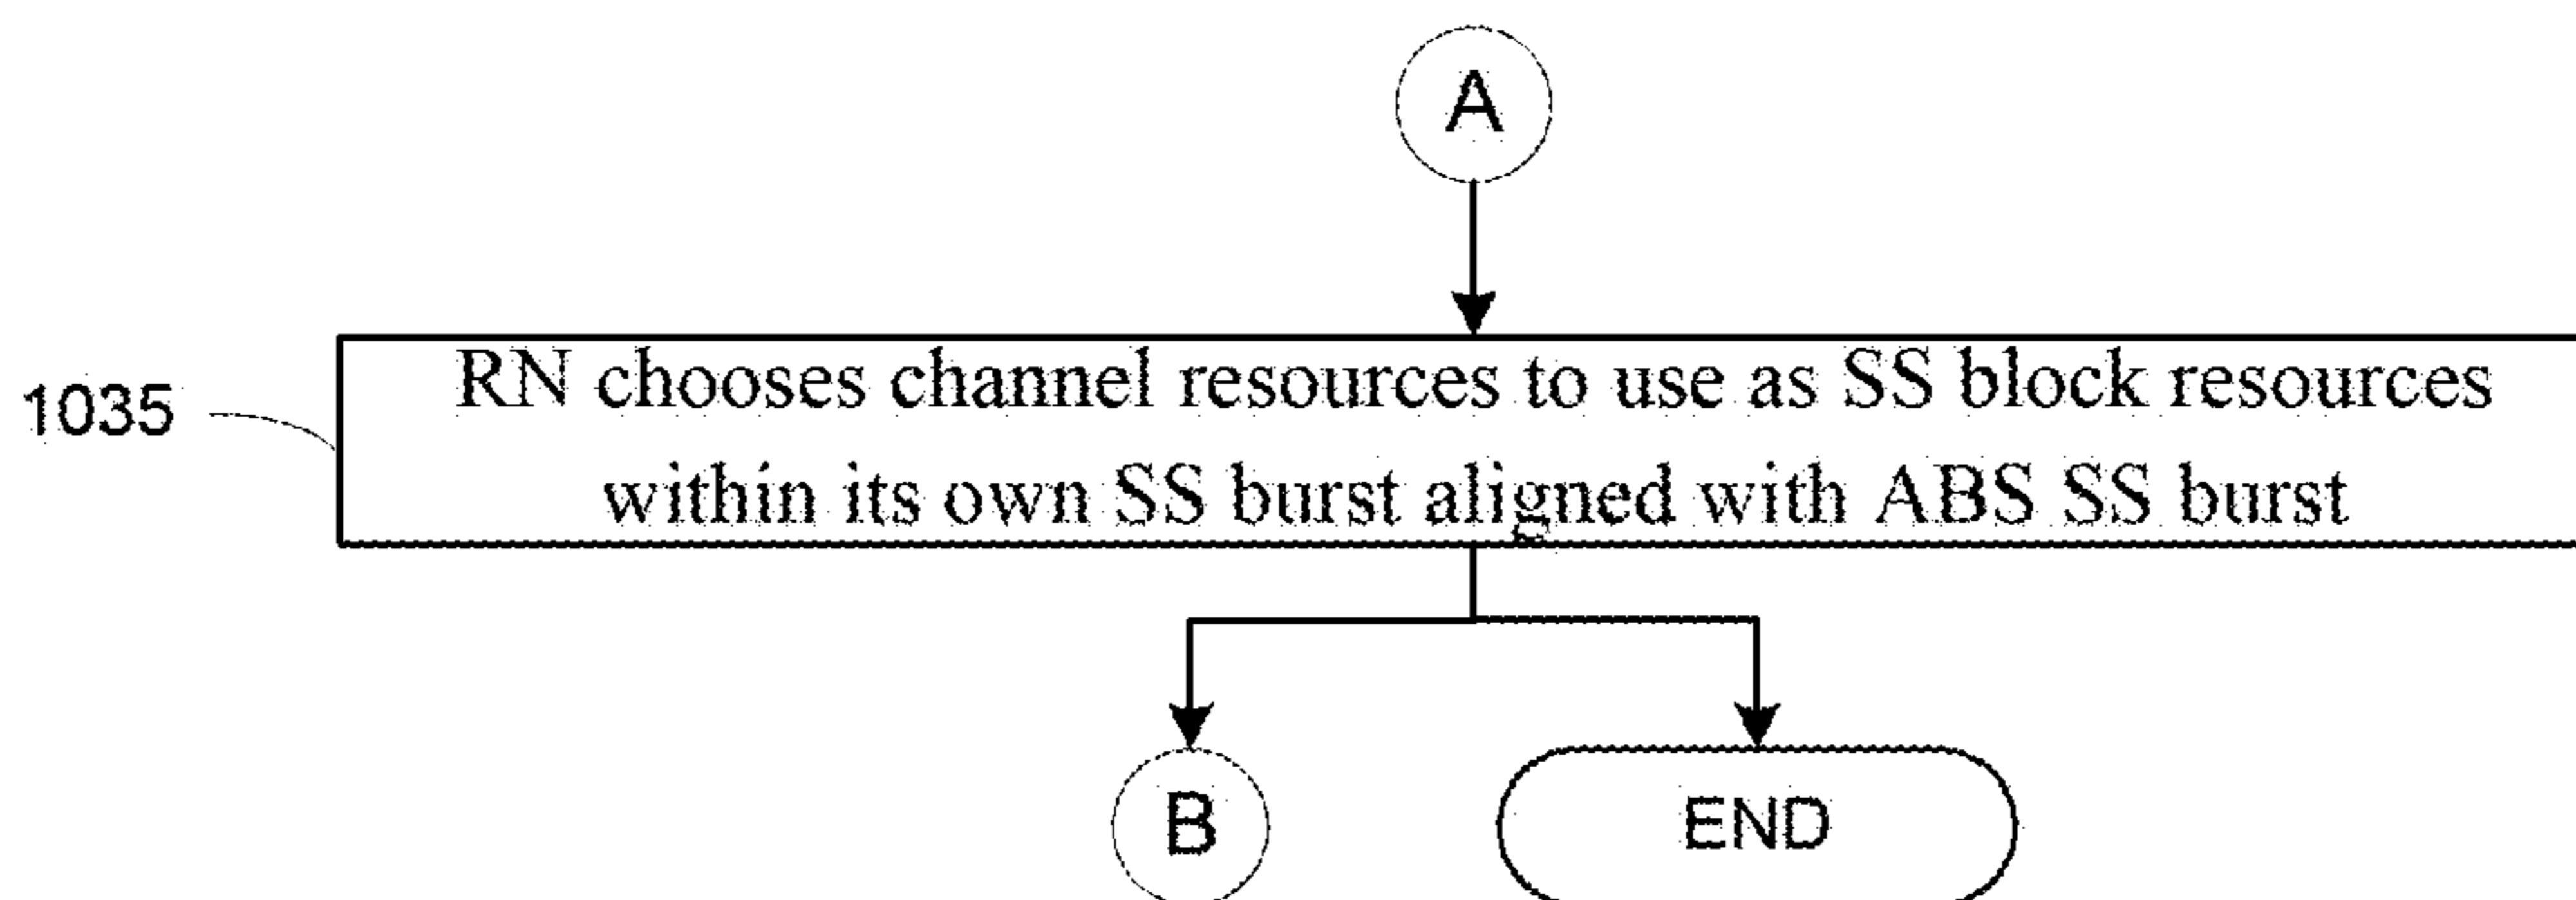 A
1035
RN chooses channel resources to use as SS block resources
within its own SS burst aligned with ABS SS burst
B
END